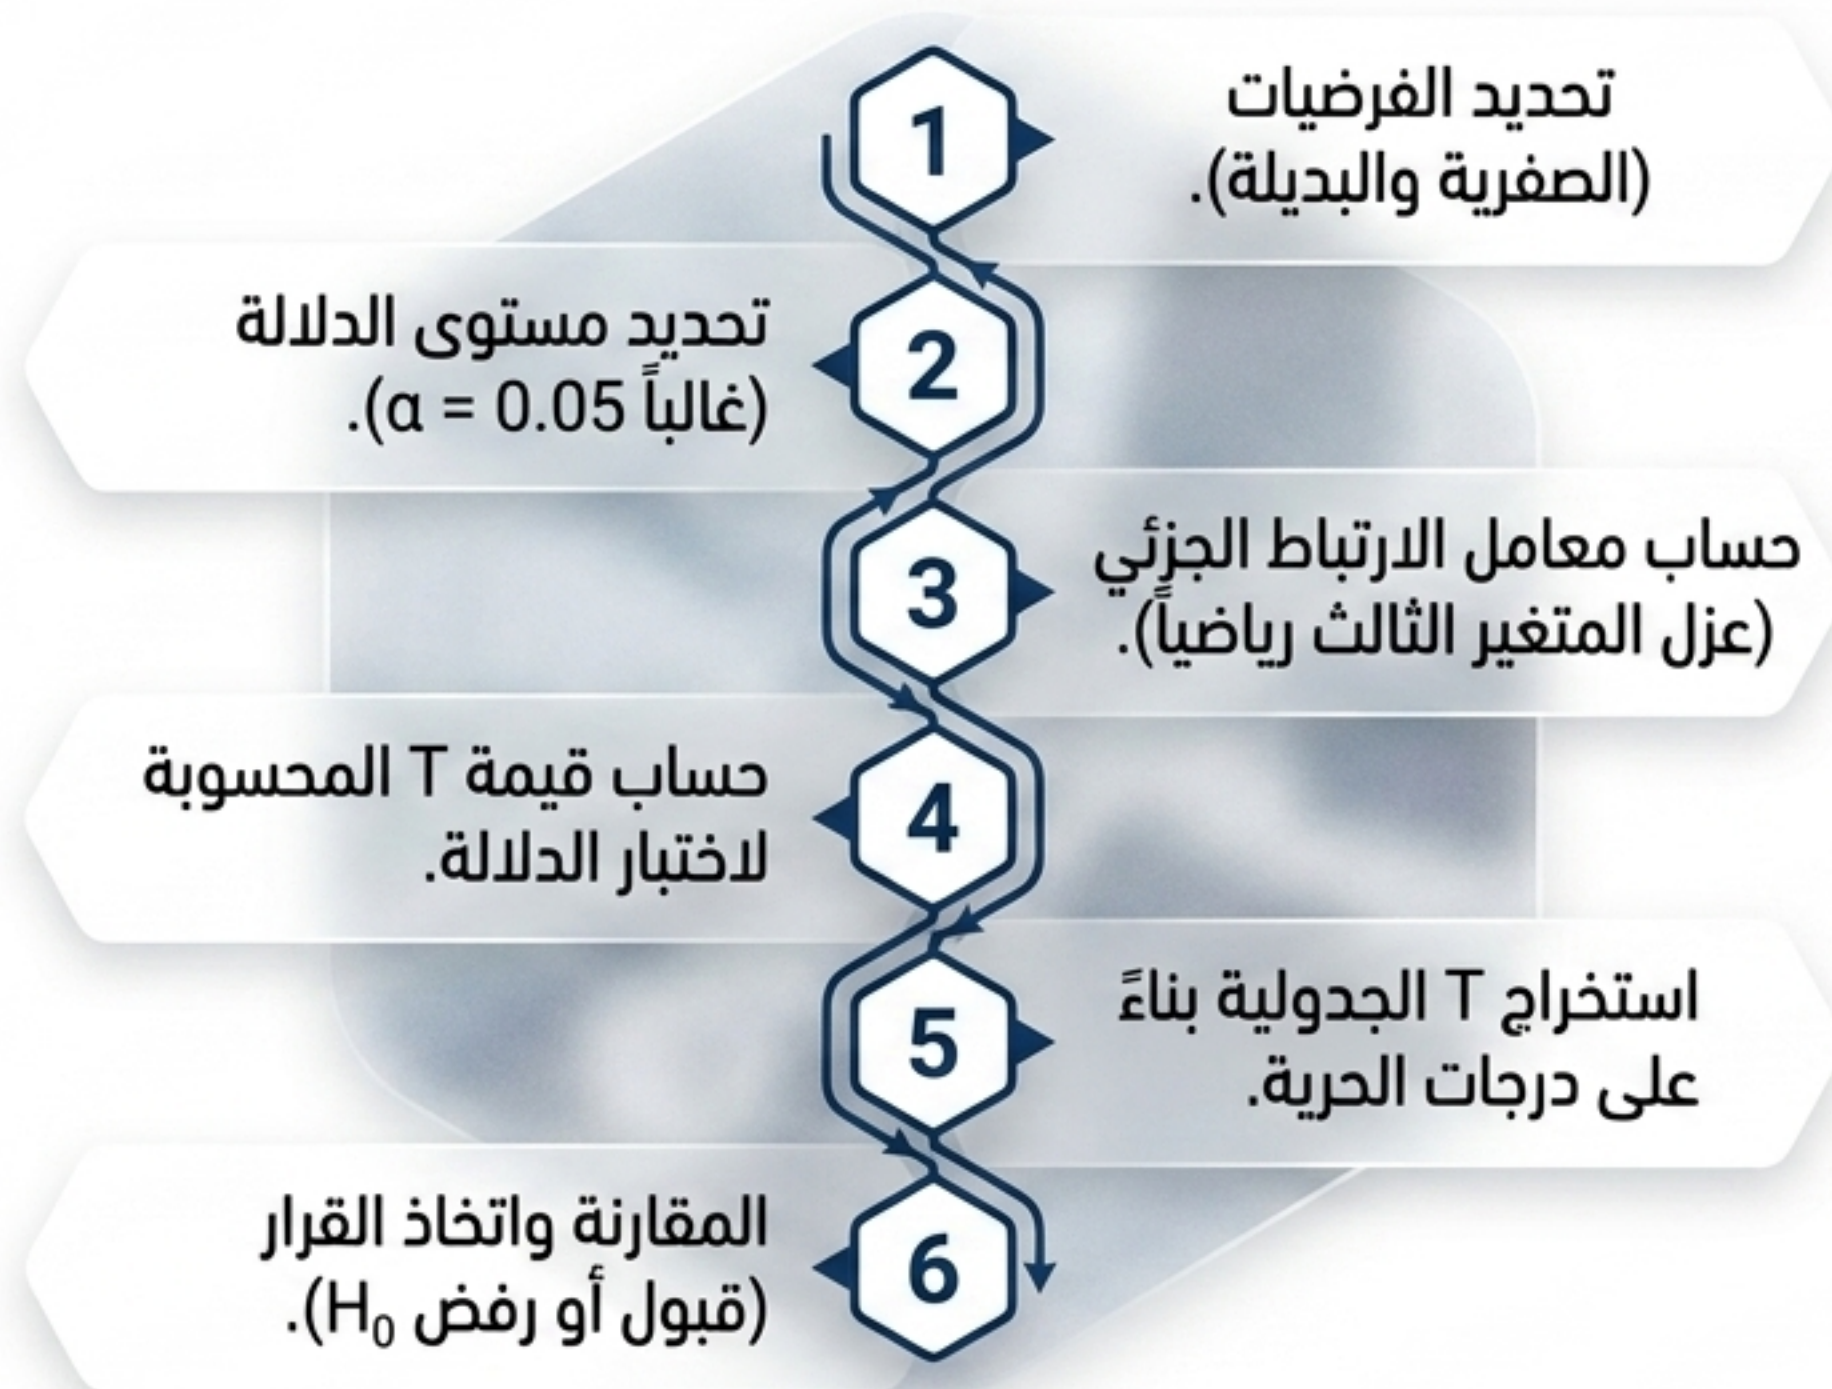 1
تحديد الفرضيات
(الصفرية والبديلة).
2
تحديد مستوى الدلالة
(غالباً α = 0.05).
3
حساب معامل الارتباط الجزئي
(عزل المتغير الثالث رياضياً).
4
حساب قيمة T المحسوبة
لاختبار الدلالة.
5
استخراج T الجدولية بناءً
على درجات الحرية.
6
المقارنة واتخاذ القرار
(قبول أو رفض H₀).